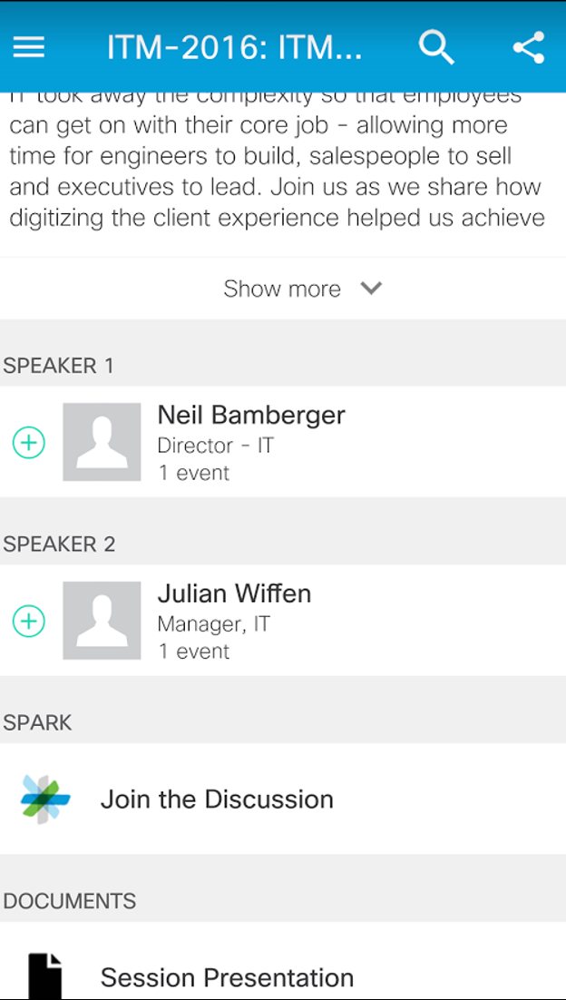 ITM-2016: ITM...
IT took away the complexity so that employees
can get on with their core job - allowing more
time for engineers to build, salespeople to sell
and executives to lead. Join us as we share how
digitizing the client experience helped us achieve
Show more
SPEAKER 1
Neil Bamberger
Director - IT
1 event
SPEAKER 2
Julian Wiffen
Manager, IT
1 event
SPARK
Join the Discussion
DOCUMENTS
Session Presentation